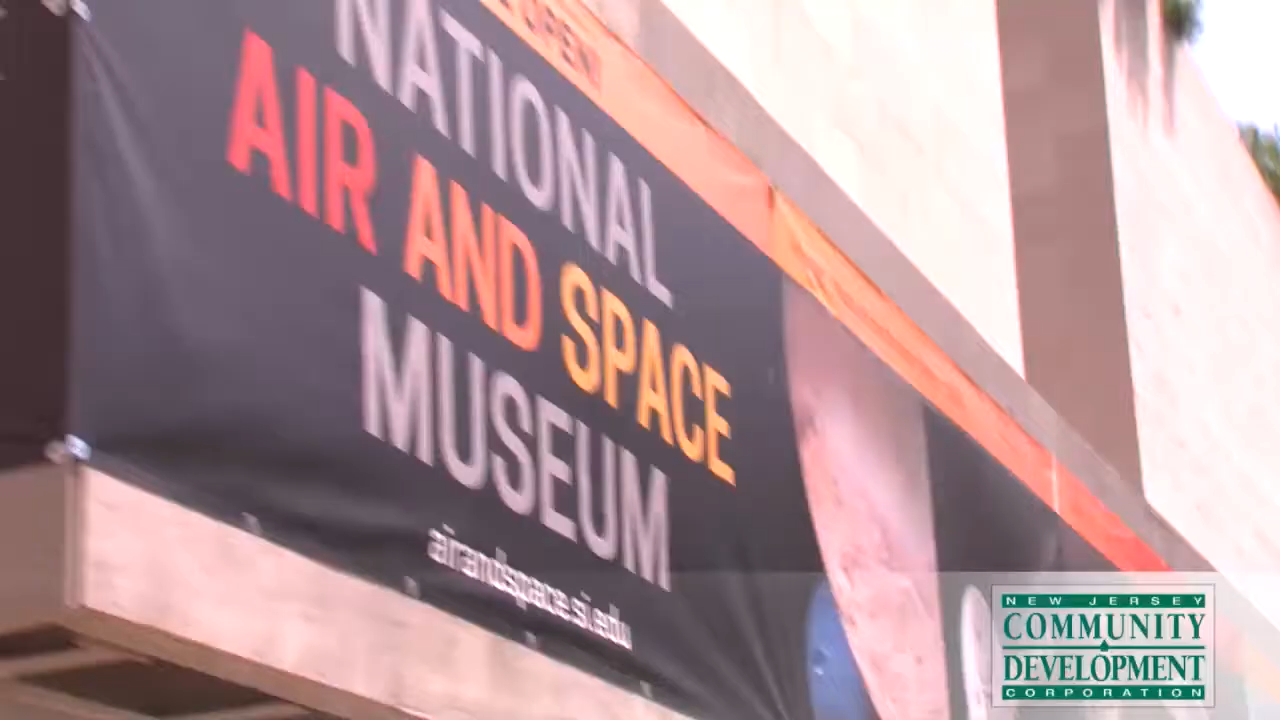 NATIONAL
AIR AND SPACE
MUSEUM
airandspace.si.edu
NEW JERSEY
COMMUNITY
DEVELOPMENT
CORPORATION